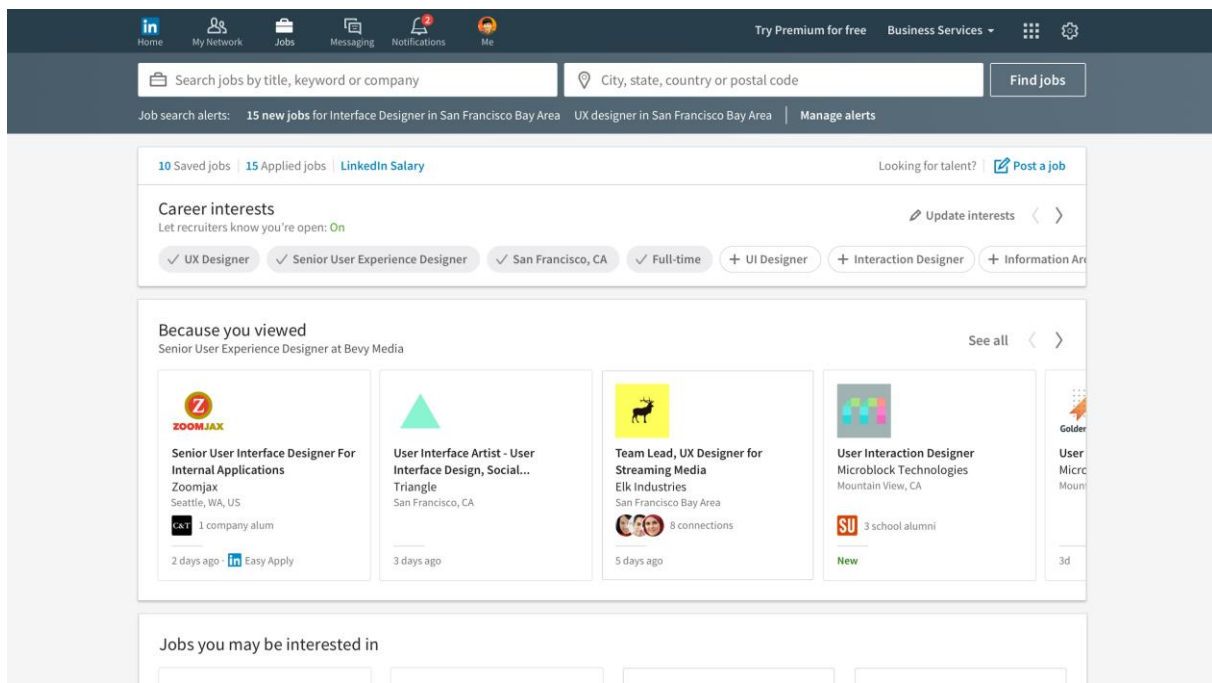 in
2
Home
My Network
Jobs
Messaging
Notifications
Me
Try Premium for free
Business Services
Search jobs by title, keyword or company
City, state, country or postal code
Find jobs
Job search alerts: 15 new jobs for Interface Designer in San Francisco Bay Area UX designer in San Francisco Bay Area Manage alerts
10 Saved jobs 15 Applied jobs LinkedIn Salary
Looking for talent? Post a job
Career interests
Update interests
Let recruiters know you're open: On
UX Designer
Senior User Experience Designer
San Francisco, CA
Full-time
UI Designer
Interaction Designer
Information Arc
Because you viewed
Senior User Experience Designer at Bevy Media
See all
Z
ZOOMJAX
Senior User Interface Designer For
Internal Applications
Zoomjax
Seattle, WA, US
C&T 1 company alum
2 days ago · in Easy Apply
User Interface Artist - User
Interface Design, Social...
Triangle
San Francisco, CA
3 days ago
Team Lead, UX Designer for
Streaming Media
Elk Industries
San Francisco Bay Area
8 connections
5 days ago
User Interaction Designer
Microblock Technologies
Mountain View, CA
SU 3 school alumni
New
Golden
User
Micro
Moun
3d
Jobs you may be interested in